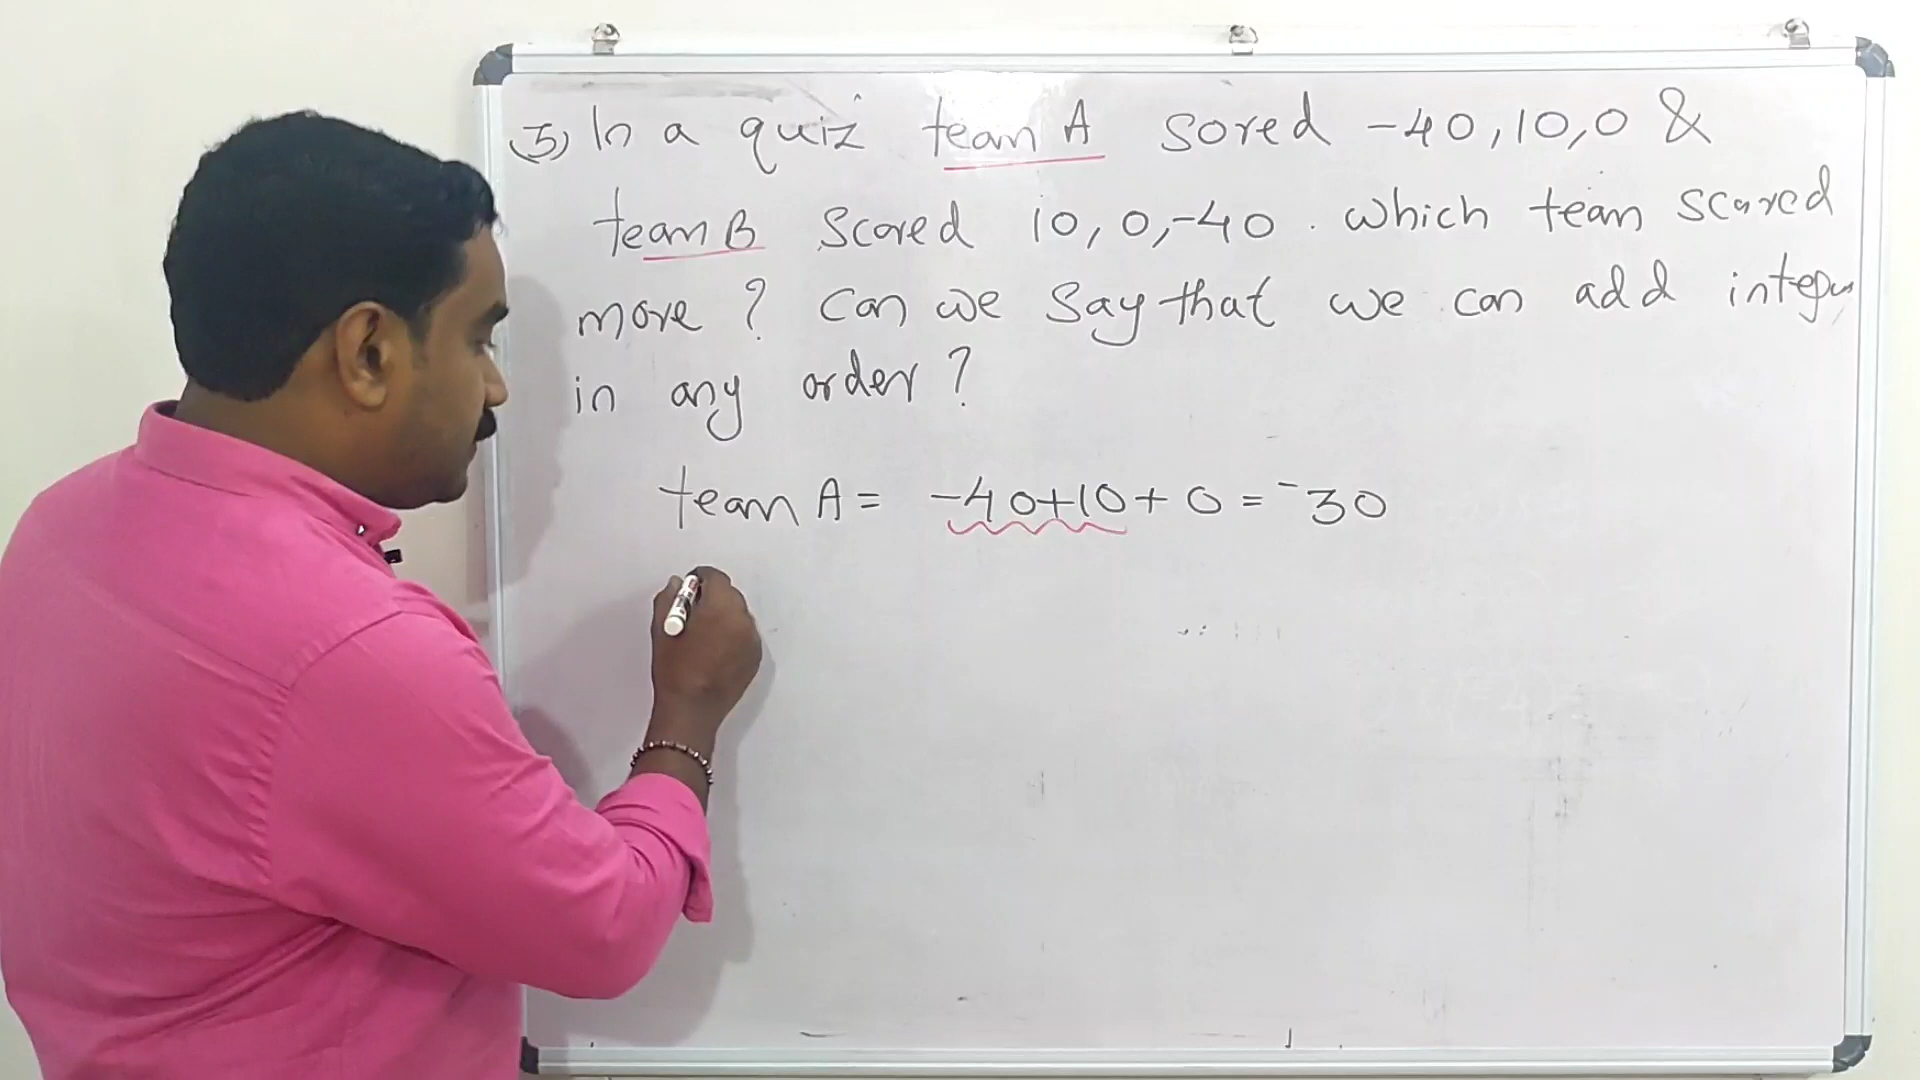 5) In a quiz team A sored -40, 10, 0 &
team B scored 10, 0, -40. which team scored
more? Can we say that we can add
in any order?
team A = -40+10+0 = -30